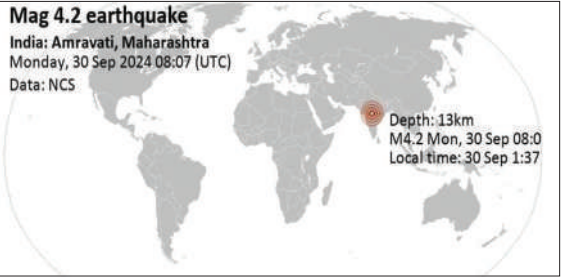 Mag 4.2 earthquake
India: Amravati, Maharashtra
Monday, 30 Sep 2024 08:07 (UTC)
Data: NCS
Depth: 13km
M4.2 Mon, 30 Sep 08:0
Local time: 30 Sep 1:37